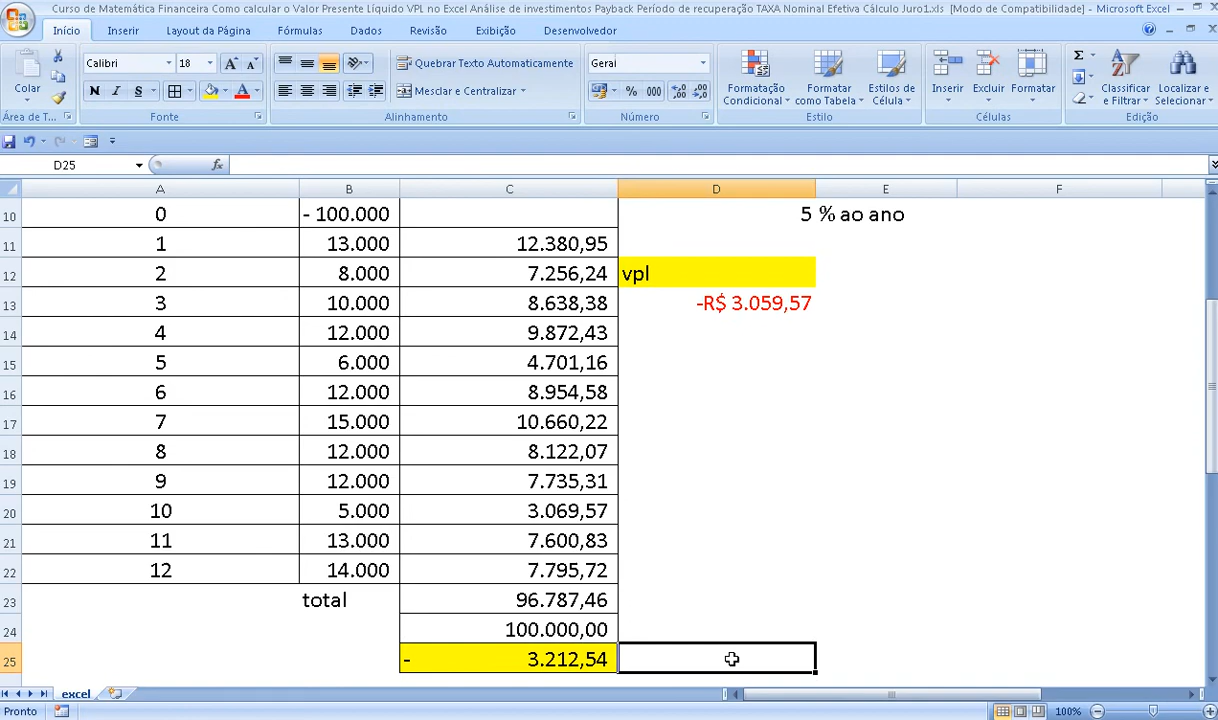 Curso de Matemática Financeira Como calcular o Valor Presente Líquido VPL no Excel Análise de investimentos Payback Período de recuperação TAXA Nominal Efetiva Cálculo Juro1.xls [Modo de Compatibilidade] - Microsoft Excel
Início Inserir Layout da Página Fórmulas Dados Revisão Exibição Desenvolvedor
Colar
Área de T...
Calibri 18
N I S
Fonte
Quebrar Texto Automaticamente
Mesclar e Centralizar
Alinhamento
Geral
% 000
Número
Formatação Condicional
Formatar como Tabela
Estilos de Célula
Estilo
Inserir Excluir Formatar
Células
Classificar e Filtrar
Localizar e Selecionar
Edição
D25 fx
A B C D E F
10 0 - 100.000 5 % ao ano
11 1 13.000 12.380,95
12 2 8.000 7.256,24 vpl
13 3 10.000 8.638,38 -R$ 3.059,57
14 4 12.000 9.872,43
15 5 6.000 4.701,16
16 6 12.000 8.954,58
17 7 15.000 10.660,22
18 8 12.000 8.122,07
19 9 12.000 7.735,31
20 10 5.000 3.069,57
21 11 13.000 7.600,83
22 12 14.000 7.795,72
23 total 96.787,46
24 100.000,00
25 - 3.212,54
excel
Pronto 100%